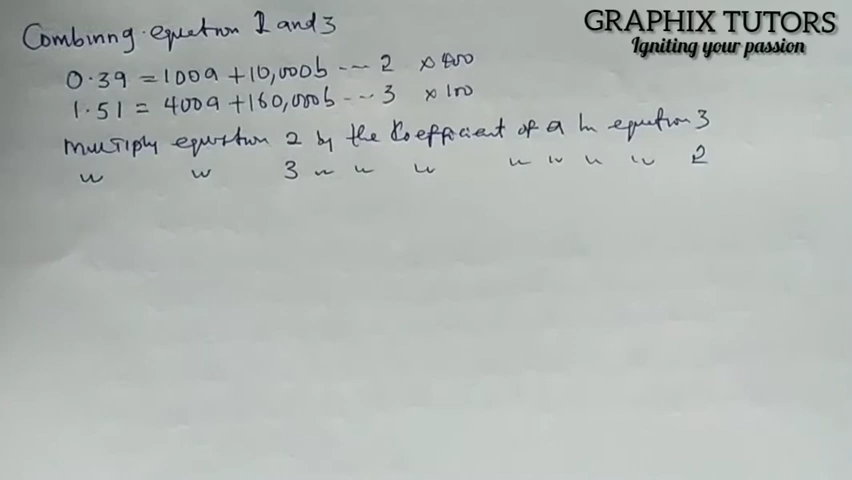 GRAPHIX TUTORS
Igniting your passion
Combining equation 2 and 3
0.39 = 100a + 10,000b --- 2 ×400
1.51 = 400a + 160,000b --- 3 ×100
Multiply equation 2 by the Coefficient of a in equation 3
" " 3 " " " " " " " 2